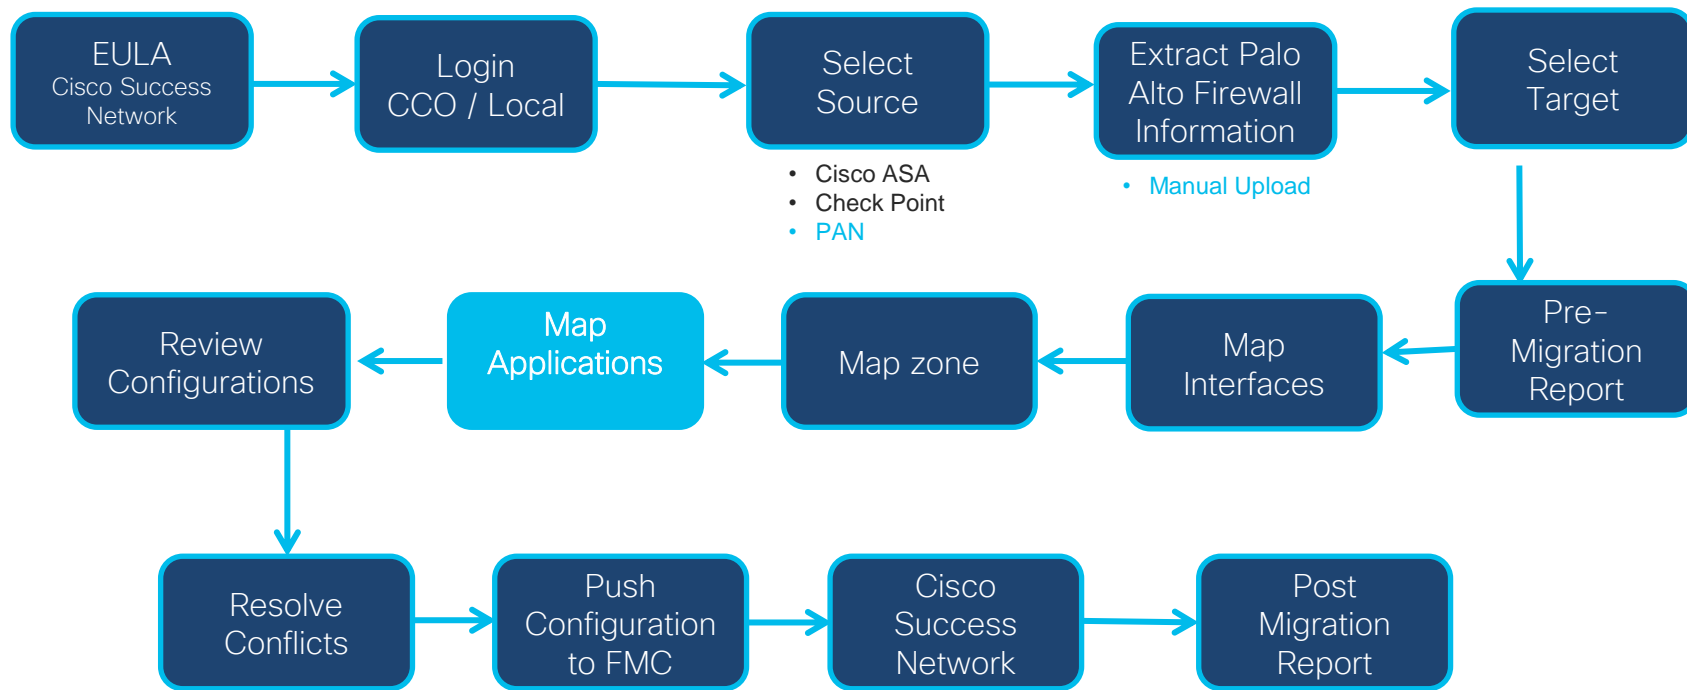 EULA
Cisco Success
Network
Login
CCO / Local
Select
Source
• Cisco ASA
• Check Point
• PAN
Extract Palo
Alto Firewall
Information
• Manual Upload
Select
Target
Pre-
Migration
Report
Map
Interfaces
Map zone
Map
Applications
Review
Configurations
Resolve
Conflicts
Push
Configuration
to FMC
Cisco
Success
Network
Post
Migration
Report